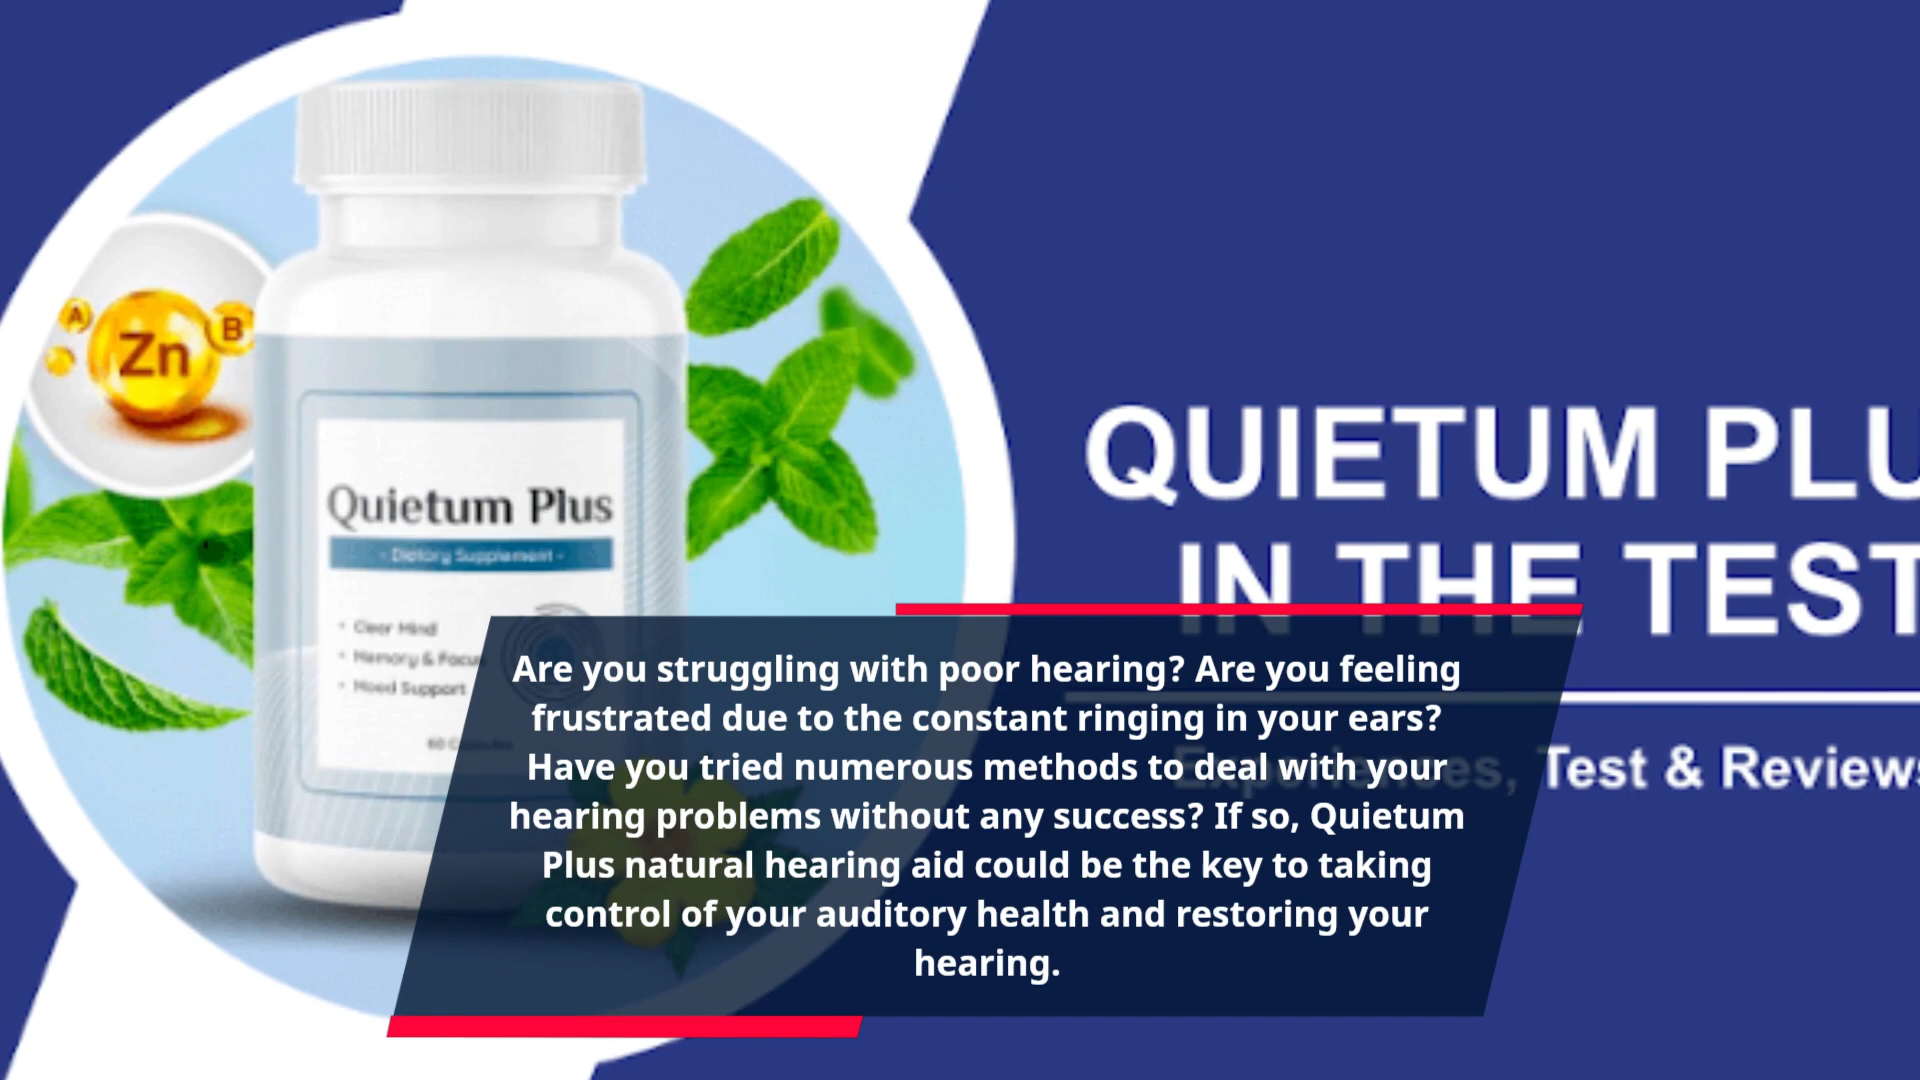 A
Zn
B
Quietum Plus
- Dietary Supplement -
• Clear Mind
• Memory & Focus
• Mood Support
60
QUIETUM PLU
IN THE TEST
Experiences, Test & Reviews
Are you struggling with poor hearing? Are you feeling
frustrated due to the constant ringing in your ears?
Have you tried numerous methods to deal with your
hearing problems without any success? If so, Quietum
Plus natural hearing aid could be the key to taking
control of your auditory health and restoring your
hearing.